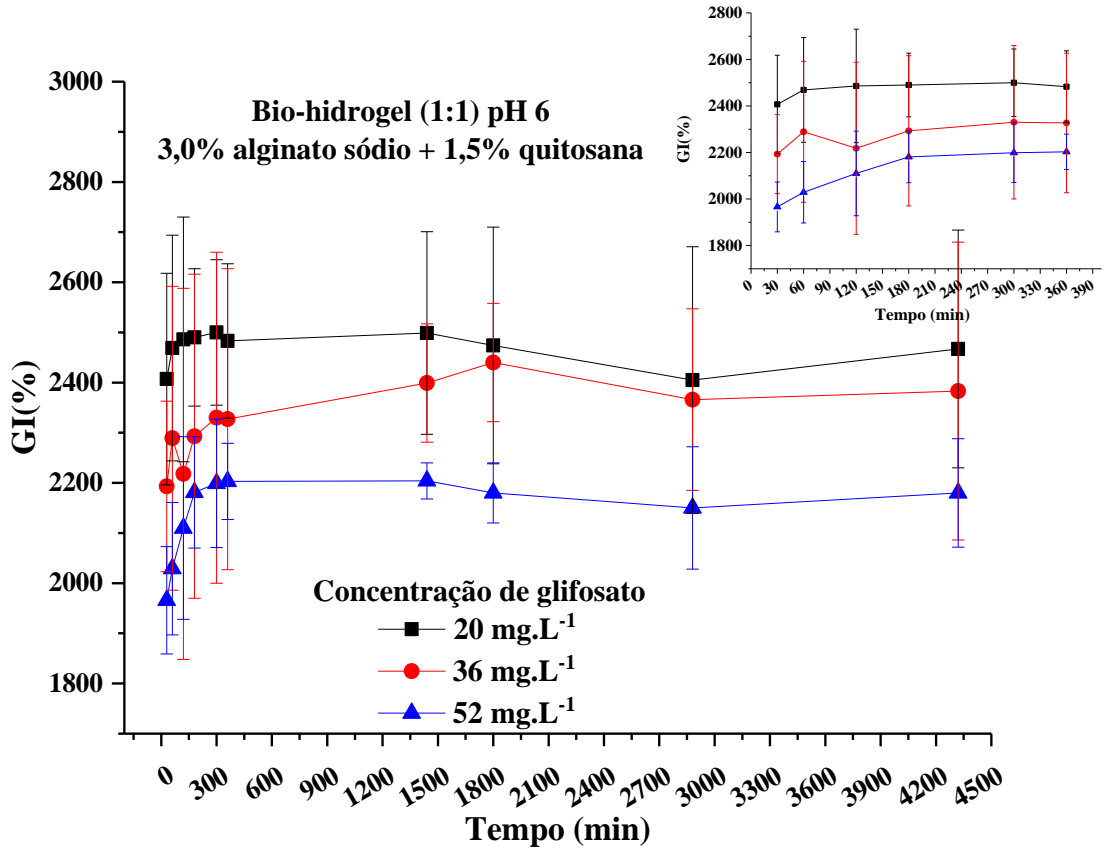 Bio-hidrogel (1:1) pH 6
3,0% alginato sódio + 1,5% quitosana
GI(%)
3000
2800
2600
2400
2200
2000
1800
0 300 600 900 1200 1500 1800 2100 2400 2700 3000 3300 3600 3900 4200 4500
Tempo (min)
Concentração de glifosato
20 mg.L⁻¹
36 mg.L⁻¹
52 mg.L⁻¹
GI(%)
2800
2600
2400
2200
2000
1800
0 30 60 90 120 150 180 210 240 270 300 330 360 390
Tempo (min)